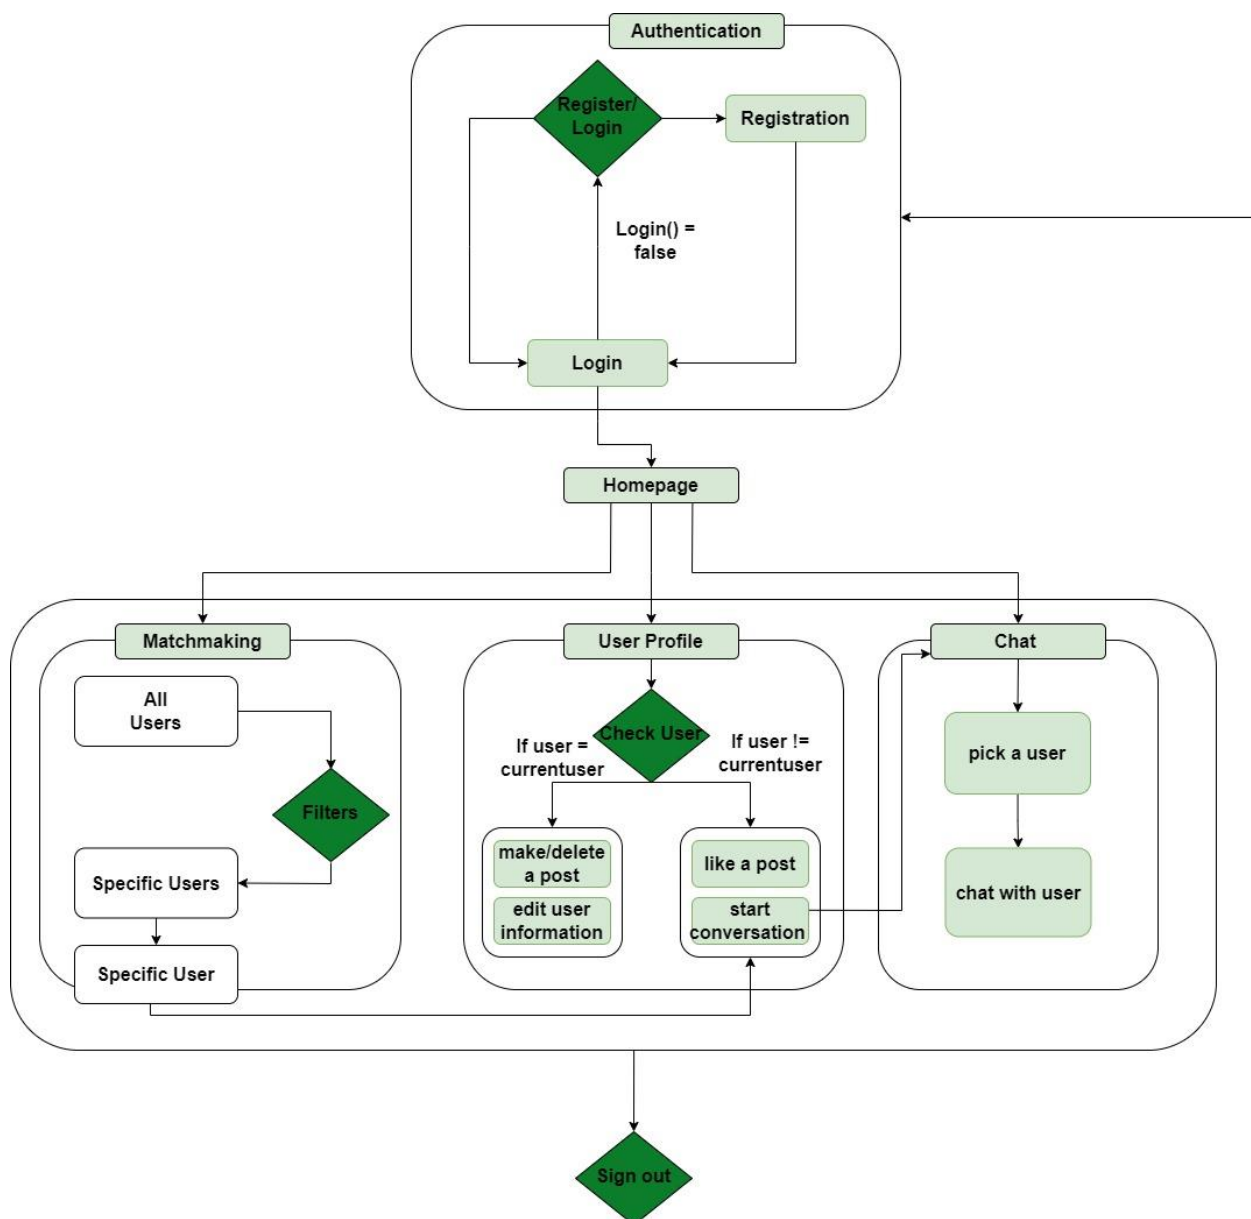 Authentication
Register/
Login
Registration
Login() =
false
Login
Homepage
Matchmaking
User Profile
Chat
All
Users
Check User
If user =
currentuser
If user !=
currentuser
pick a user
Filters
make/delete
a post
like a post
Specific Users
edit user
information
start
conversation
chat with user
Specific User
Sign out